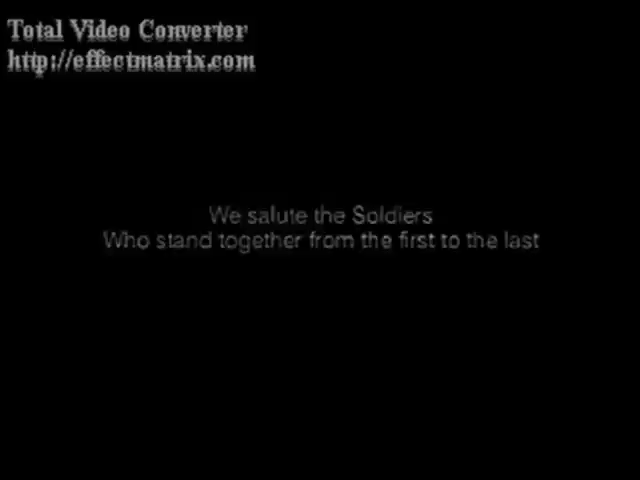 Total Video Converter
http://effectmatrix.com
We salute the Soldiers
Who stand together from the first to the last